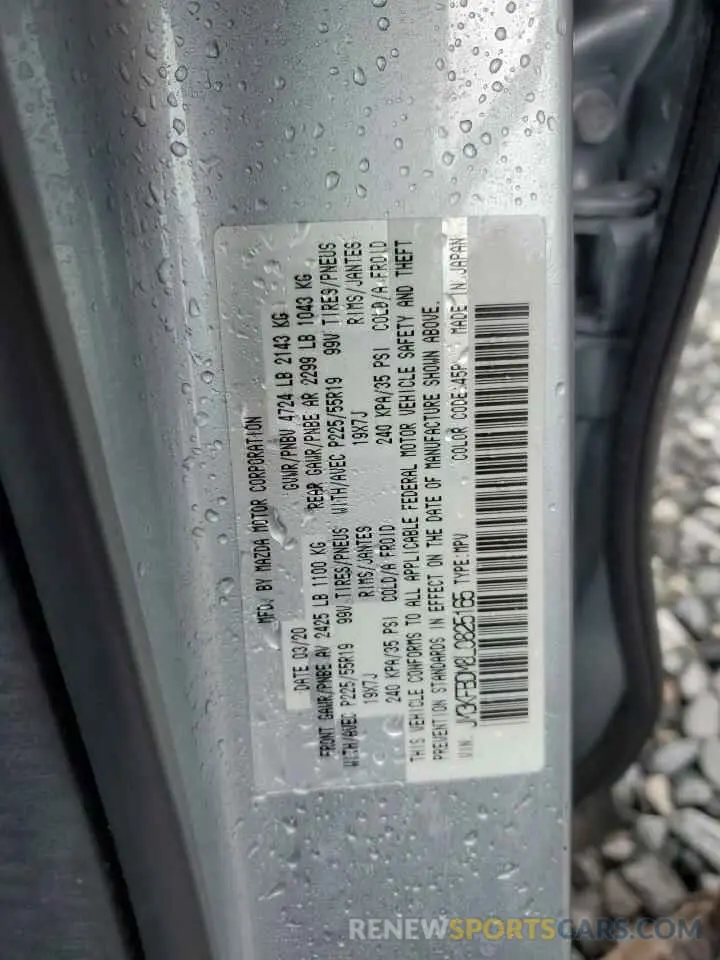 MFD. BY MAZDA MOTOR CORPORATION
DATE 03/20 GVWR/PNBV 4724 LB 2143 KG
FRONT GAWR/PNBE AV 2425 LB 1100 KG REAR GAWR/PNBE AR 2299 LB 1043 KG
WITH/AVEC P225/55R19 99V TIRES/PNEUS WITH/AVEC P225/55R19 99V TIRES/PNEUS
19X7J RIMS/JANTES 19X7J RIMS/JANTES
240 KPA/35 PSI COLD/A FROID 240 KPA/35 PSI COLD/A FROID
THIS VEHICLE CONFORMS TO ALL APPLICABLE FEDERAL MOTOR VEHICLE SAFETY AND THEFT
PREVENTION STANDARDS IN EFFECT ON THE DATE OF MANUFACTURE SHOWN ABOVE.
VIN. JM3KFBDM8L0825165 TYPE:MPV COLOR CODE:45P MADE IN JAPAN
RENEWSPORTSCARS.COM